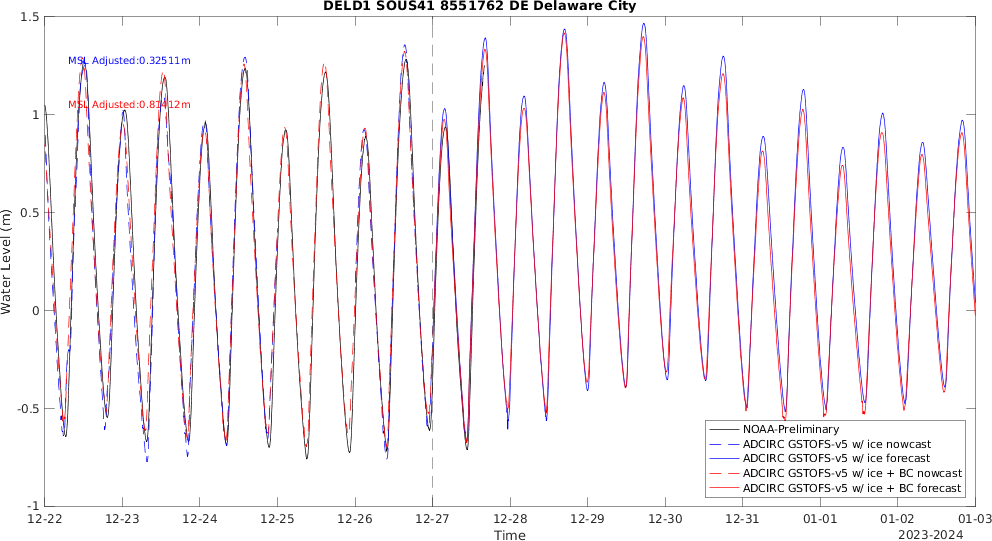 DELD1 SOUS41 8551762 DE Delaware City
MSL Adjusted:0.32511m
MSL Adjusted:0.81412m
Water Level (m)
1.5
1
0.5
0
-0.5
-1
NOAA-Preliminary
ADCIRC GSTOFS-v5 w/ ice nowcast
ADCIRC GSTOFS-v5 w/ ice forecast
ADCIRC GSTOFS-v5 w/ ice + BC nowcast
ADCIRC GSTOFS-v5 w/ ice + BC forecast
12-22 12-23 12-24 12-25 12-26 12-27 12-28 12-29 12-30 12-31 01-01 01-02 01-03
Time
2023-2024